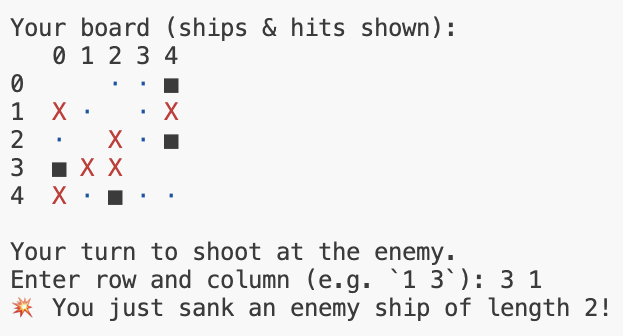 Your board (ships & hits shown):
   0 1 2 3 4
0      · · ■
1  X ·   · X
2  ·   X · ■
3  ■ X X
4  X · ■ · ·

Your turn to shoot at the enemy.
Enter row and column (e.g. `1 3`): 3 1
💥 You just sank an enemy ship of length 2!